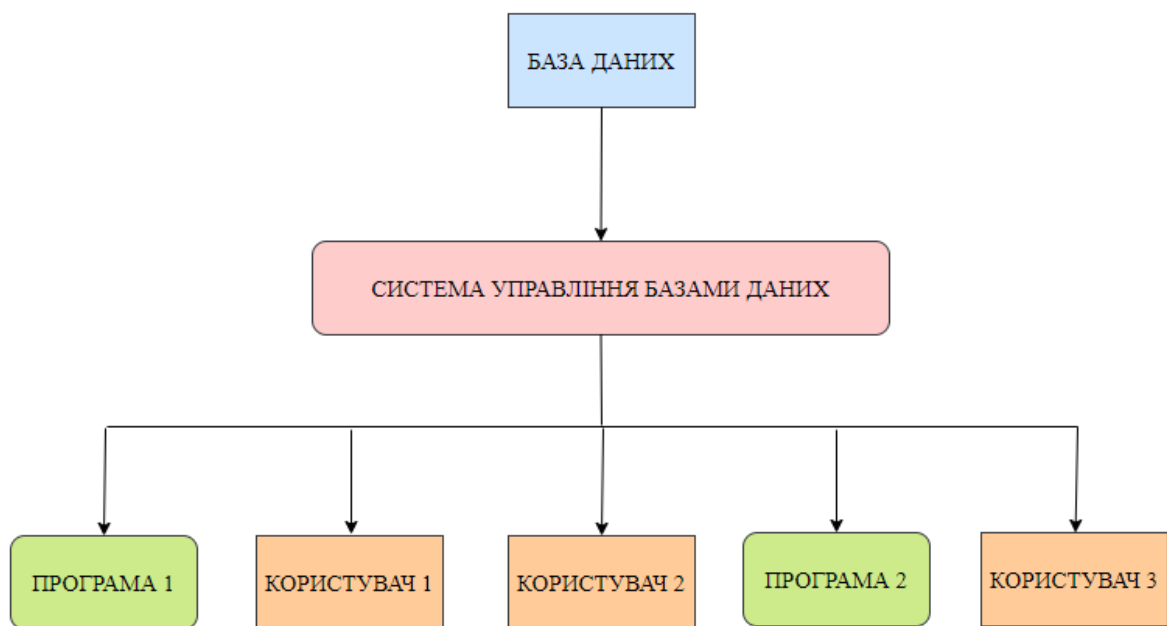 БАЗА ДАНИХ
СИСТЕМА УПРАВЛІННЯ БАЗАМИ ДАНИХ
ПРОГРАМА 1
КОРИСТУВАЧ 1
КОРИСТУВАЧ 2
ПРОГРАМА 2
КОРИСТУВАЧ 3